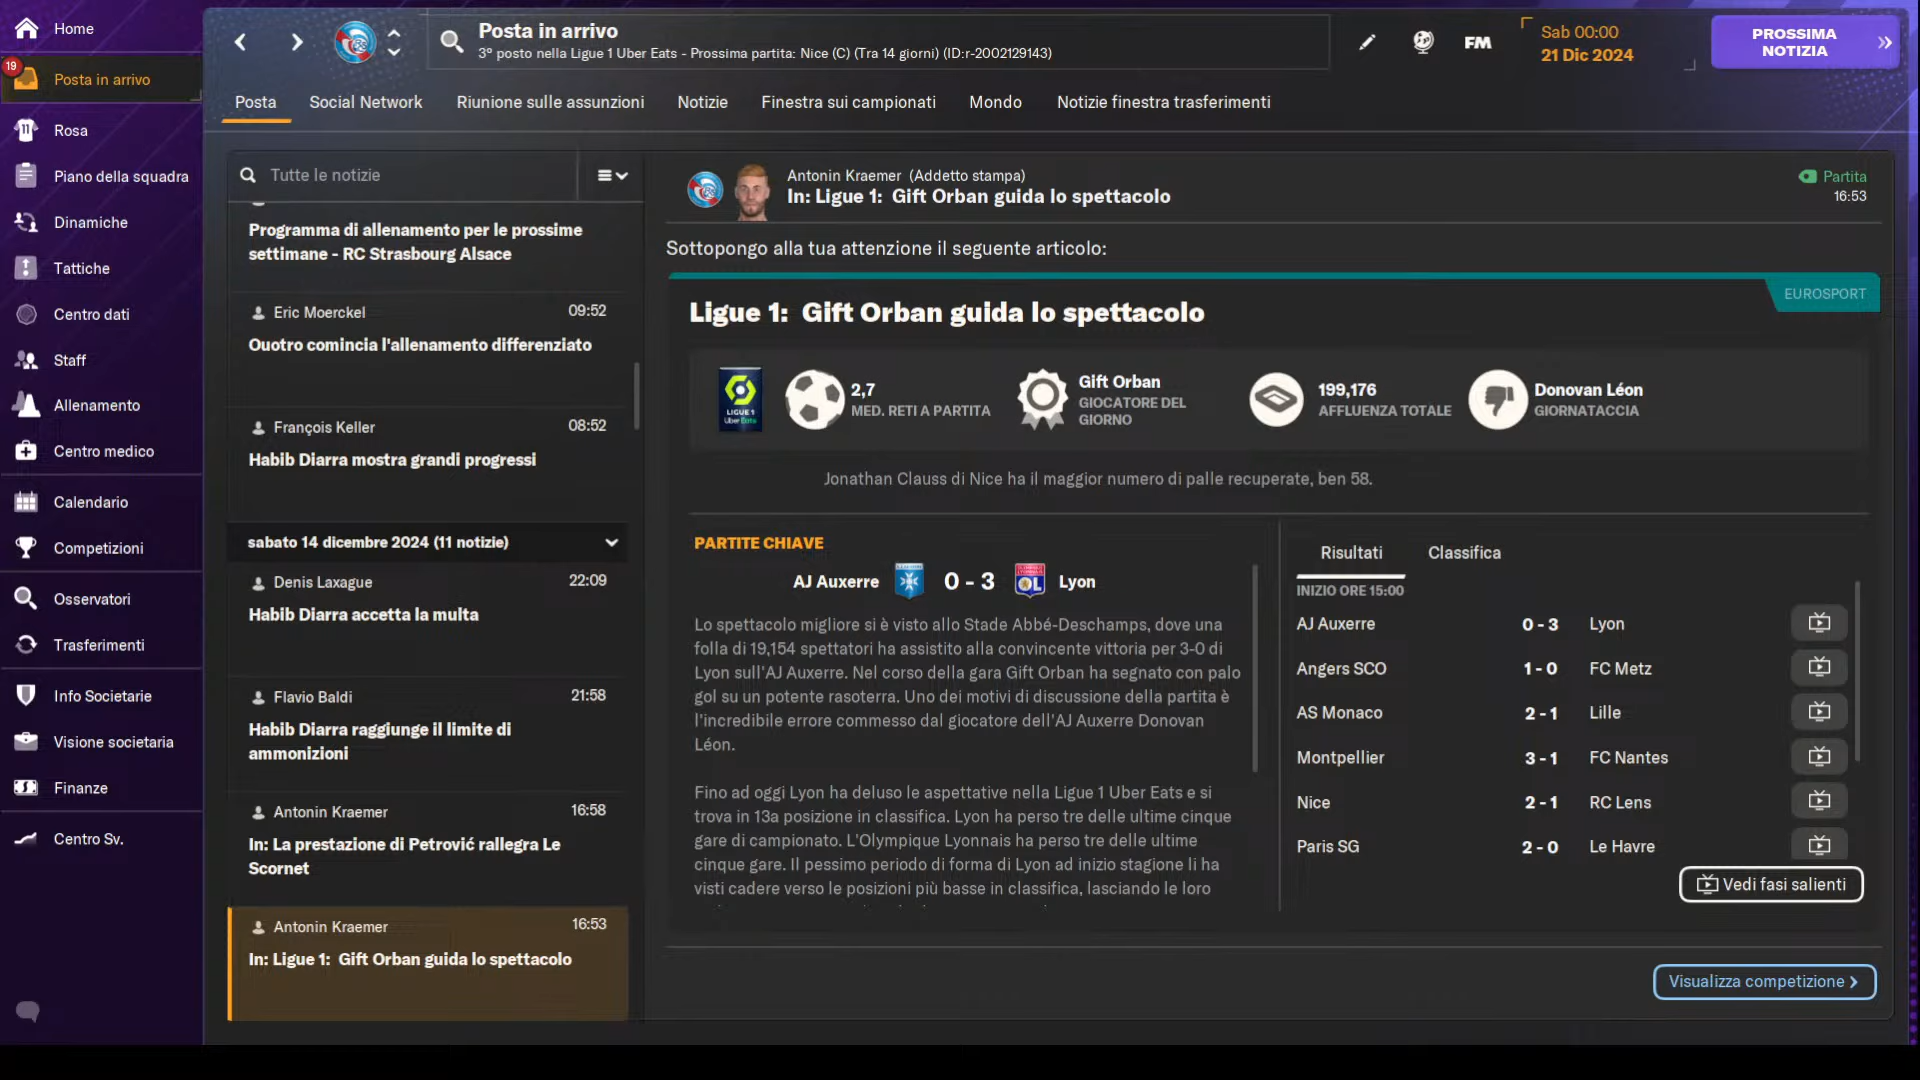 Home
19
Posta in arrivo
Rosa
Piano della squadra
Dinamiche
Tattiche
Centro dati
Staff
Allenamento
Centro medico
Calendario
Competizioni
Osservatori
Trasferimenti
Info Societarie
Visione societaria
Finanze
Centro Sv.
Posta in arrivo
3° posto nella Ligue 1 Uber Eats - Prossima partita: Nice (C) (Tra 14 giorni) (ID:r-2002129143)
FM
Sab 00:00
21 Dic 2024
PROSSIMA
NOTIZIA
Posta
Social Network
Riunione sulle assunzioni
Notizie
Finestra sui campionati
Mondo
Notizie finestra trasferimenti
Tutte le notizie
Programma di allenamento per le prossime
settimane - RC Strasbourg Alsace
Eric Moerckel 09:52
Ouotro comincia l'allenamento differenziato
François Keller 08:52
Habib Diarra mostra grandi progressi
sabato 14 dicembre 2024 (11 notizie)
Denis Laxague 22:09
Habib Diarra accetta la multa
Flavio Baldi 21:58
Habib Diarra raggiunge il limite di
ammonizioni
Antonin Kraemer 16:58
In: La prestazione di Petrović rallegra Le
Scornet
Antonin Kraemer 16:53
In: Ligue 1: Gift Orban guida lo spettacolo
Antonin Kraemer (Addetto stampa)
In: Ligue 1: Gift Orban guida lo spettacolo
Partita
16:53
Sottopongo alla tua attenzione il seguente articolo:
EUROSPORT
Ligue 1: Gift Orban guida lo spettacolo
LIGUE 1
Uber Eats
2,7
MED. RETI A PARTITA
Gift Orban
GIOCATORE DEL
GIORNO
199,176
AFFLUENZA TOTALE
Donovan Léon
GIORNATACCIA
Jonathan Clauss di Nice ha il maggior numero di palle recuperate, ben 58.
PARTITE CHIAVE
AJ Auxerre 0 - 3 Lyon
Lo spettacolo migliore si è visto allo Stade Abbé-Deschamps, dove una
folla di 19,154 spettatori ha assistito alla convincente vittoria per 3-0 di
Lyon sull'AJ Auxerre. Nel corso della gara Gift Orban ha segnato con palo
gol su un potente rasoterra. Uno dei motivi di discussione della partita è
l'incredibile errore commesso dal giocatore dell'AJ Auxerre Donovan
Léon.
Fino ad oggi Lyon ha deluso le aspettative nella Ligue 1 Uber Eats e si
trova in 13a posizione in classifica. Lyon ha perso tre delle ultime cinque
gare di campionato. L'Olympique Lyonnais ha perso tre delle ultime
cinque gare. Il pessimo periodo di forma di Lyon ad inizio stagione li ha
visti cadere verso le posizioni più basse in classifica, lasciando le loro
Risultati
Classifica
INIZIO ORE 15:00
AJ Auxerre 0 - 3 Lyon
Angers SCO 1 - 0 FC Metz
AS Monaco 2 - 1 Lille
Montpellier 3 - 1 FC Nantes
Nice 2 - 1 RC Lens
Paris SG 2 - 0 Le Havre
Vedi fasi salienti
Visualizza competizione